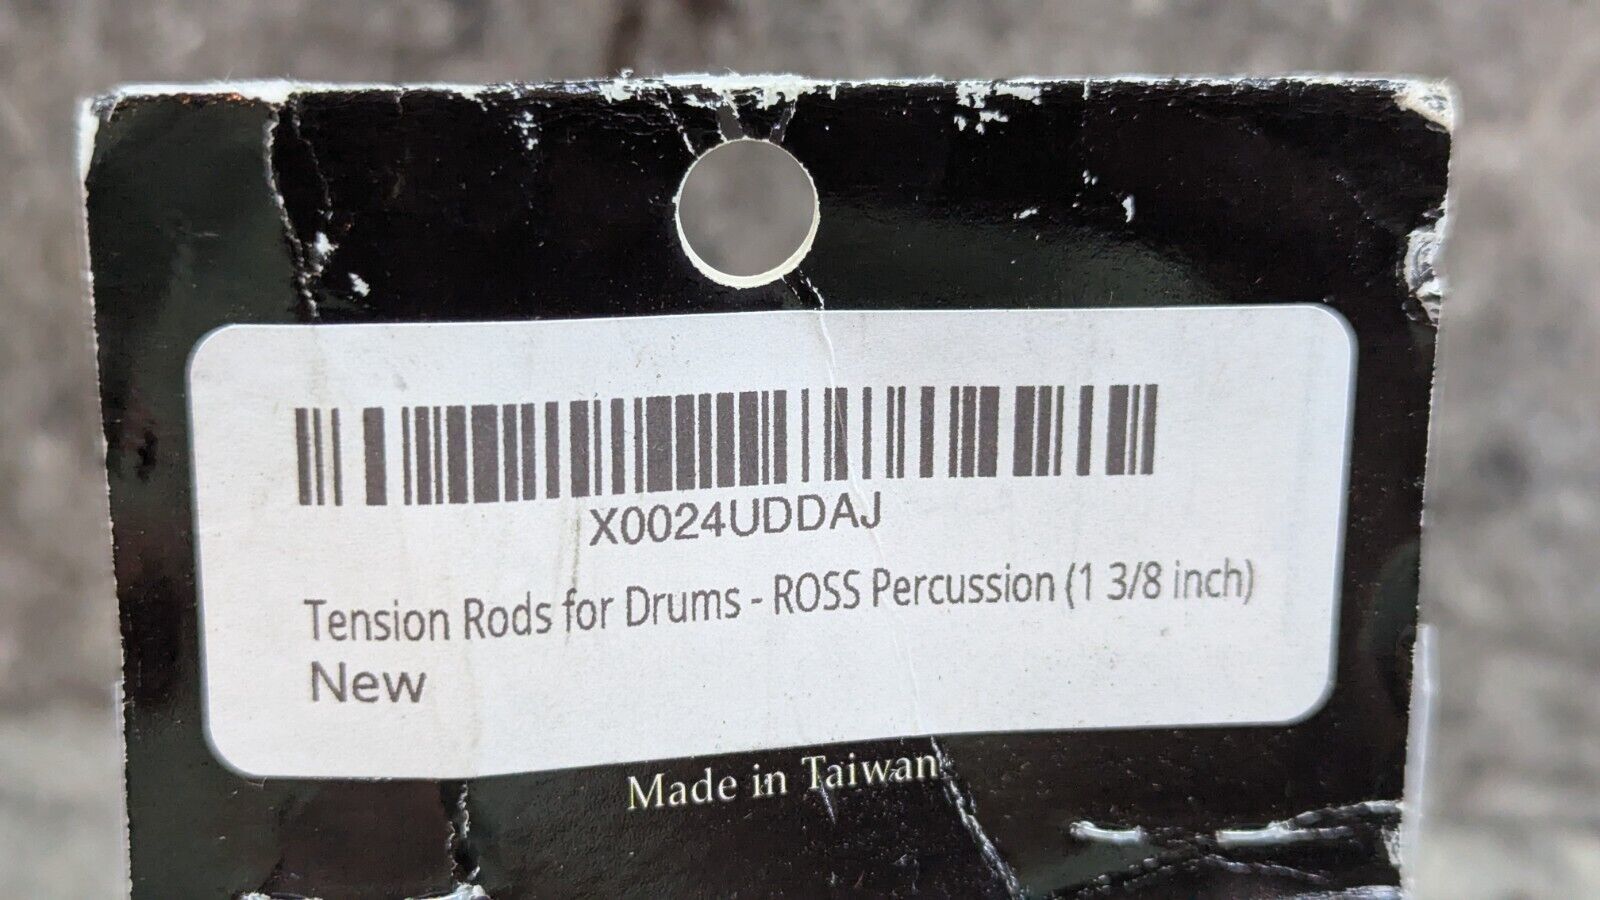 X0024UDDAJ
Tension Rods for Drums - ROSS Percussion (1 3/8 inch)
New
Made in Taiwan